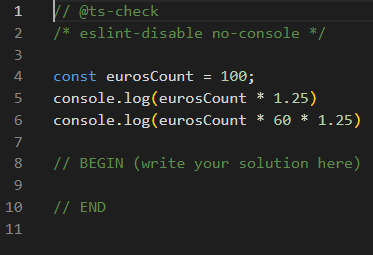 1 // @ts-check
2 /* eslint-disable no-console */
3
4 const eurosCount = 100;
5 console.log(eurosCount * 1.25)
6 console.log(eurosCount * 60 * 1.25)
7
8 // BEGIN (write your solution here)
9
10 // END
11